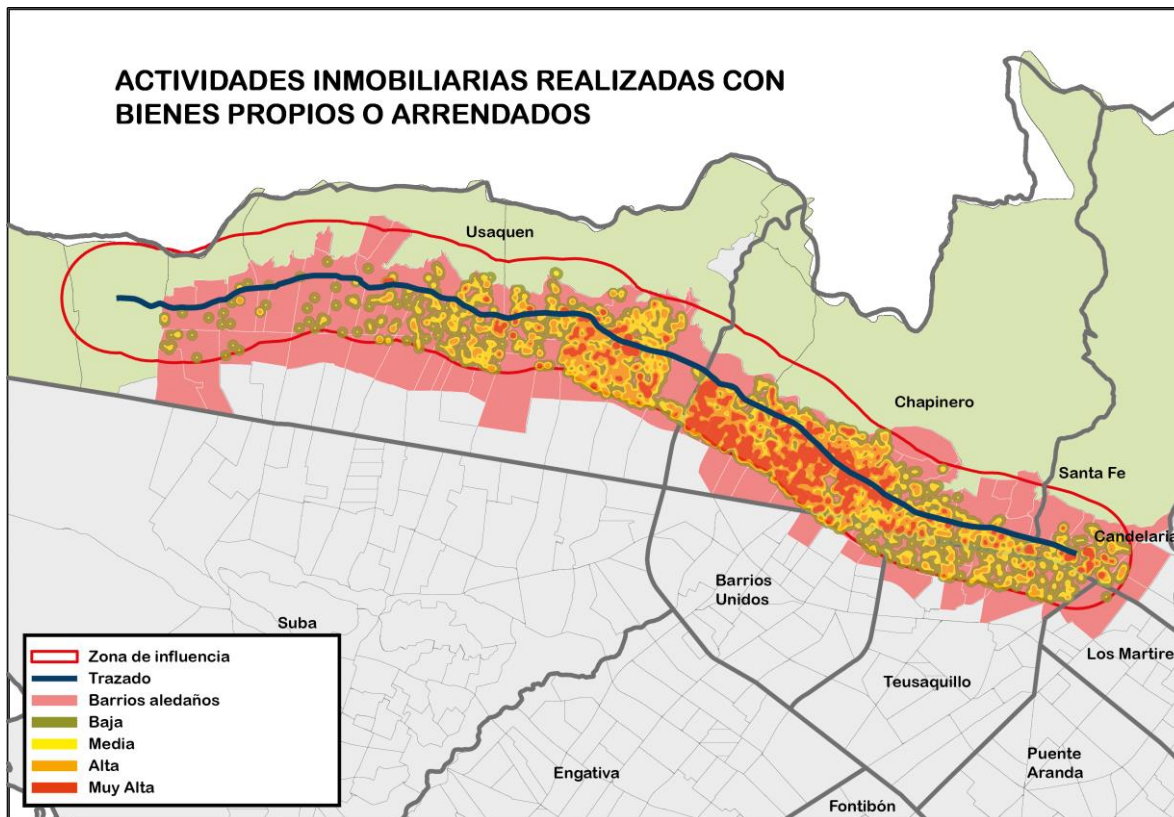 ACTIVIDADES INMOBILIARIAS REALIZADAS CON
BIENES PROPIOS O ARRENDADOS
Usaquen
Chapinero
Santa Fe
Candelaria
Barrios
Unidos
Suba
Los Martire
Teusaquillo
Puente
Aranda
Engativa
Fontibón
Zona de influencia
Trazado
Barrios aledaños
Baja
Media
Alta
Muy Alta